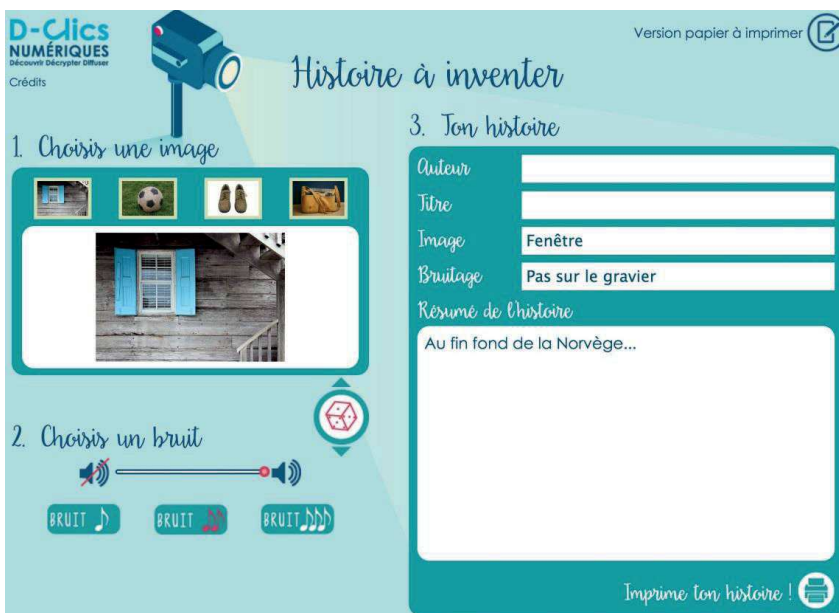 D-Clics
NUMÉRIQUES
Découvrir Décrypter Diffuser
Crédits
Version papier à imprimer
Histoire à inventer
1. Choisis une image
2. Choisis un bruit
BRUIT
BRUIT
BRUIT
3. Ton histoire
Auteur
Titre
Image Fenêtre
Bruitage Pas sur le gravier
Résumé de l'histoire
Au fin fond de la Norvège...
Imprime ton histoire !